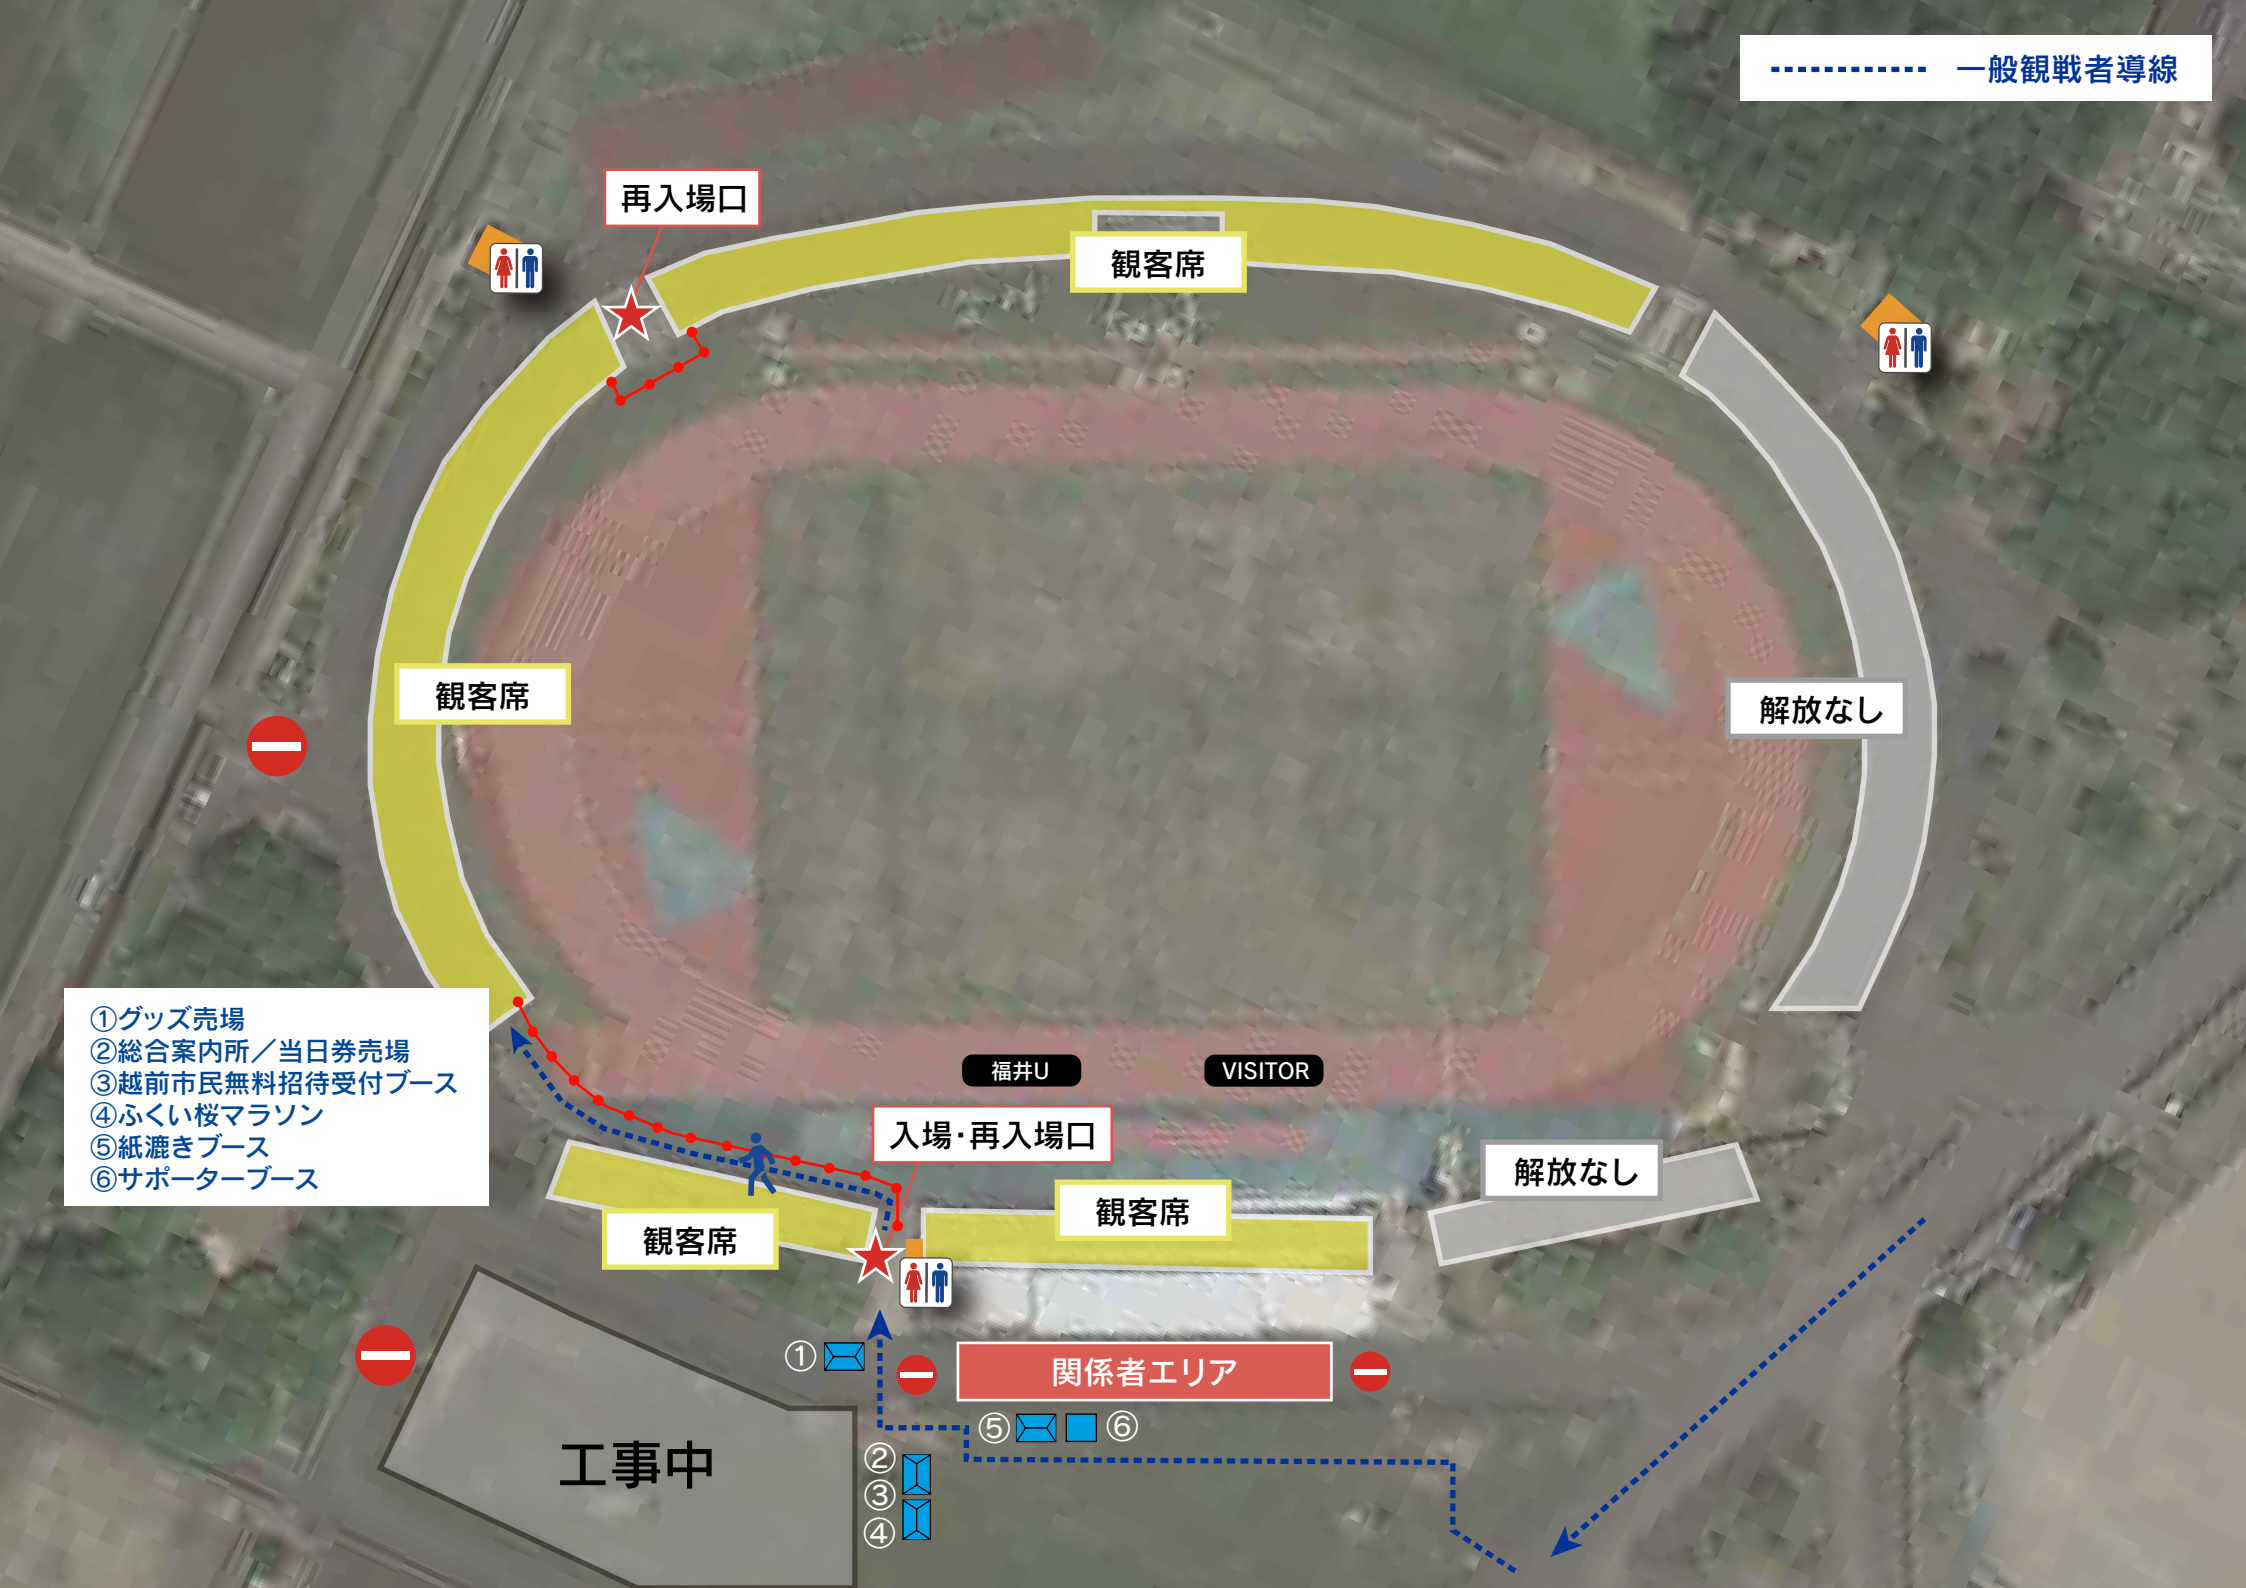 一般観戦者導線
再入場口
観客席
観客席
解放なし
①グッズ売場
②総合案内所／当日券売場
③越前市民無料招待受付ブース
④ふくい桜マラソン
⑤紙漉きブース
⑥サポーターブース
福井U
VISITOR
入場・再入場口
解放なし
観客席
観客席
①
関係者エリア
⑤
⑥
工事中
②
③
④